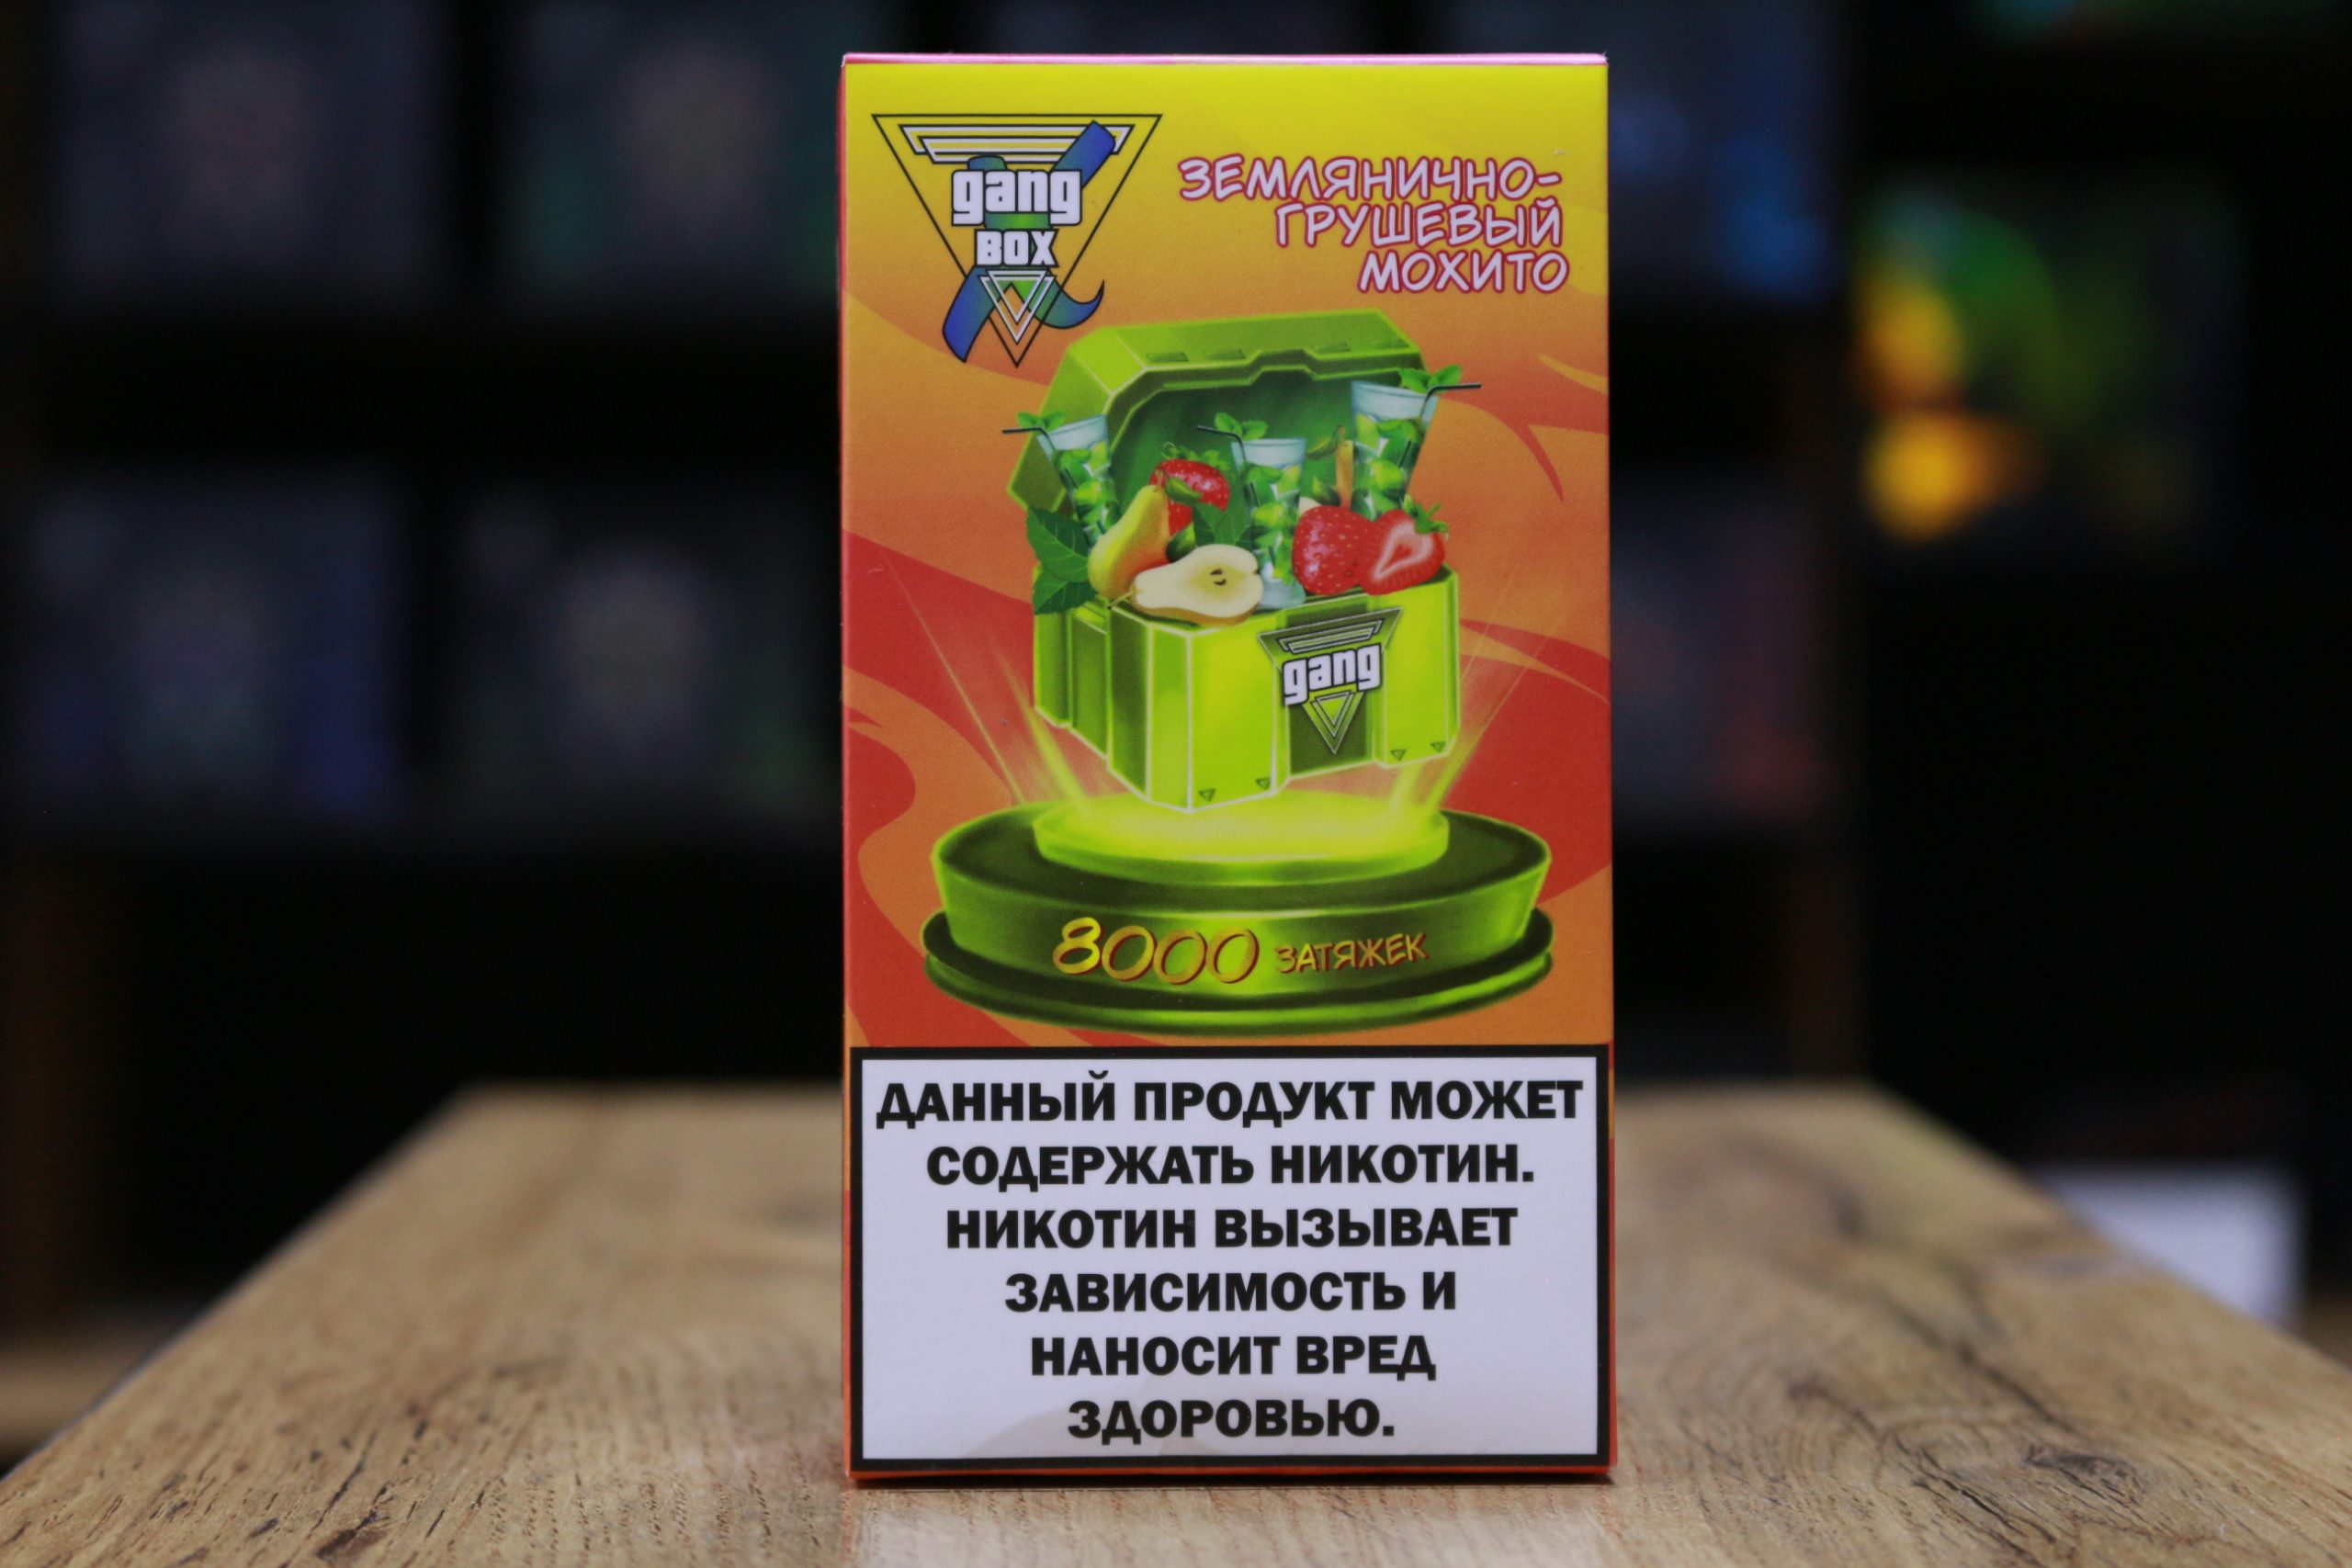 gang
BOX
ЗЕМЛЯНИЧНО-
ГРУШЕВЫЙ
МОХИТО
gang
8000 ЗАТЯЖЕК
ДАННЫЙ ПРОДУКТ МОЖЕТ
СОДЕРЖАТЬ НИКОТИН.
НИКОТИН ВЫЗЫВАЕТ
ЗАВИСИМОСТЬ И
НАНОСИТ ВРЕД
ЗДОРОВЬЮ.